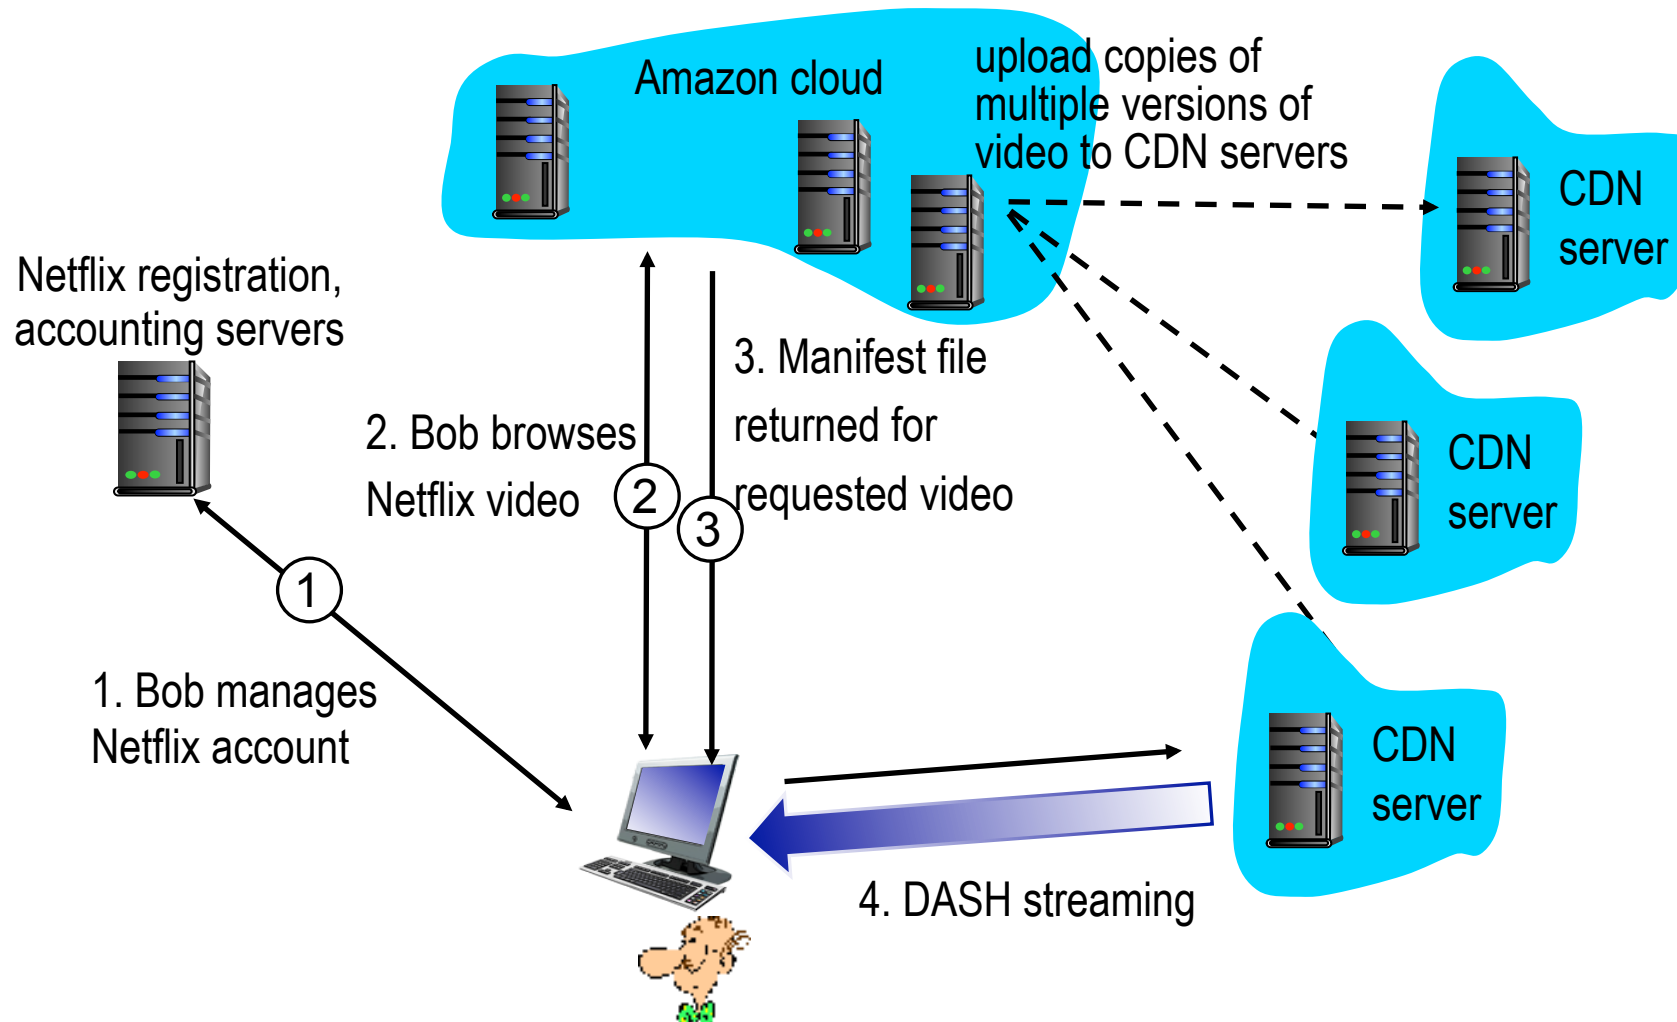 Amazon cloud
upload copies of
multiple versions of
video to CDN servers
CDN
server
Netflix registration,
accounting servers
3. Manifest file
returned for
requested video
2. Bob browses
Netflix video
2
3
CDN
server
1
1. Bob manages
Netflix account
CDN
server
4. DASH streaming